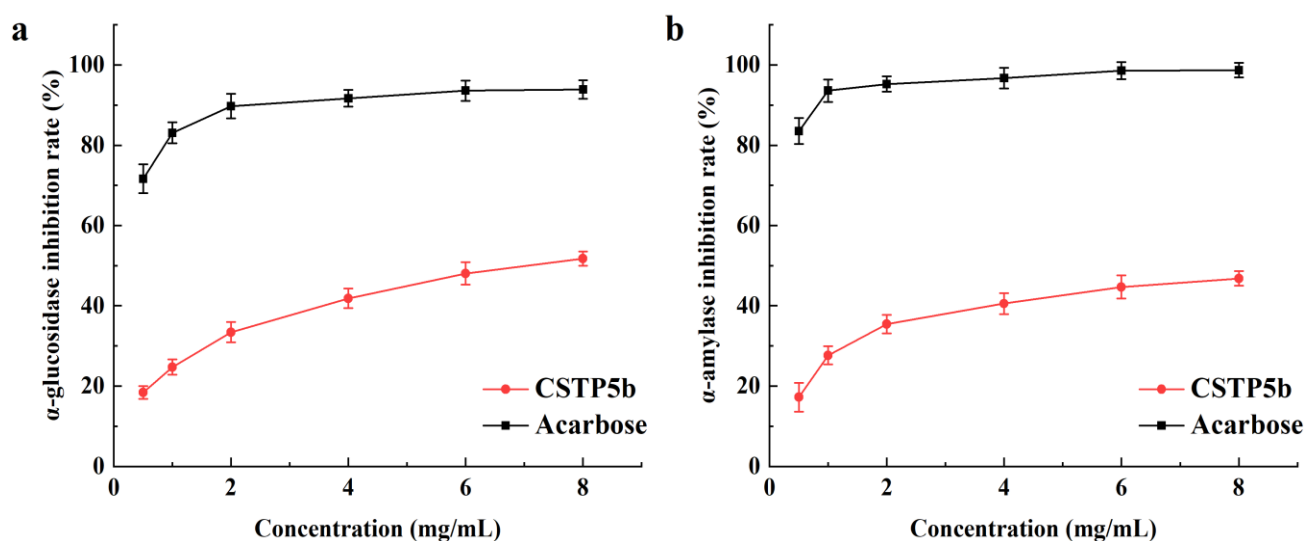 a
α-glucosidase inhibition rate (%)
100
80
60
40
20
0
CSTP5b
Acarbose
0 2 4 6 8
Concentration (mg/mL)
b
α-amylase inhibition rate (%)
100
80
60
40
20
0
CSTP5b
Acarbose
0 2 4 6 8
Concentration (mg/mL)